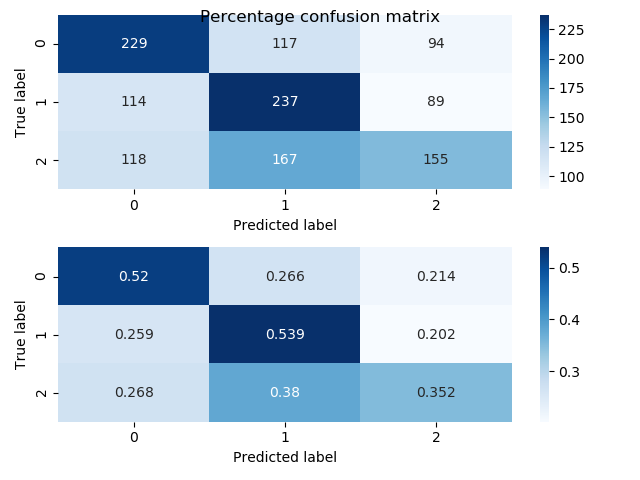 Percentage confusion matrix
0 229 117 94
1 114 237 89
2 118 167 155
0 1 2
True label
Predicted label
225
200
175
150
125
100
0 0.52 0.266 0.214
1 0.259 0.539 0.202
2 0.268 0.38 0.352
0 1 2
True label
Predicted label
0.5
0.4
0.3